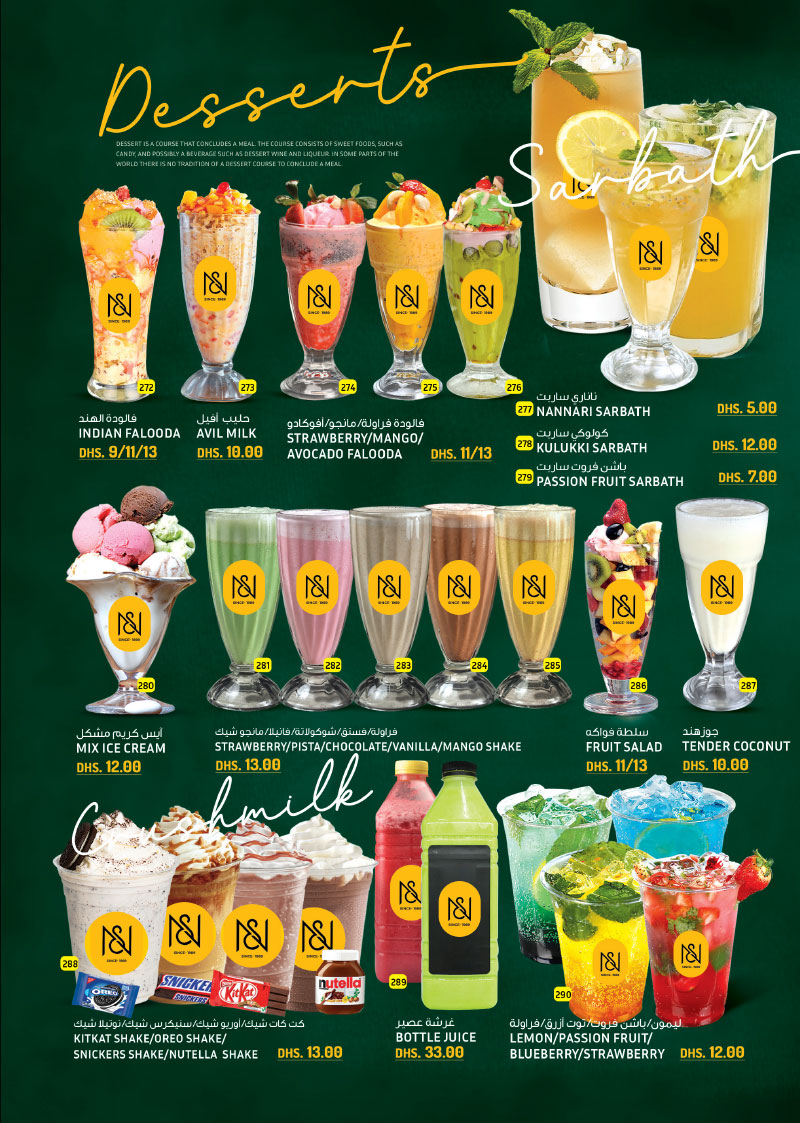 Desserts
DESSERT IS A COURSE THAT CONCLUDES A MEAL. THE COURSE CONSISTS OF SWEET FOODS, SUCH AS
CANDY, AND POSSIBLY A BEVERAGE SUCH AS DESSERT WINE AND LIQUEUR. IN SOME PARTS OF THE
WORLD THERE IS NO TRADITION OF A DESSERT COURSE TO CONCLUDE A MEAL.
Sarbath
N&N
SINCE 1989
272
273
274
275
276
فالودة الهند
INDIAN FALOODA
DHS. 9/11/13
حليب أفيل
AVIL MILK
DHS. 10.00
فالودة فراولة/مانجو/أفوكادو
STRAWBERRY/MANGO/
AVOCADO FALOODA
DHS. 11/13
ناناري ساربت
277 NANNARI SARBATH DHS. 5.00
كولوكي ساربت
278 KULUKKI SARBATH DHS. 12.00
باشن فروت ساربت
279 PASSION FRUIT SARBATH DHS. 7.00
280
281
282
283
284
285
286
287
آيس كريم مشكل
MIX ICE CREAM
DHS. 12.00
فراولة/فستق/شوكولاتة/فانيلا/مانجو شيك
STRAWBERRY/PISTA/CHOCOLATE/VANILLA/MANGO SHAKE
DHS. 13.00
سلطة فواكه
FRUIT SALAD
DHS. 11/13
جوزهند
TENDER COCONUT
DHS. 10.00
Crushmilk
288
OREO
SNICKERS
KitKat
nutella
289
290
كت كات شيك/أوريو شيك/سنيكرس شيك/نوتيلا شيك
KITKAT SHAKE/OREO SHAKE/
SNICKERS SHAKE/NUTELLA SHAKE DHS. 13.00
غرشة عصير
BOTTLE JUICE
DHS. 33.00
ليمون/باشن فروت/توت أزرق/فراولة
LEMON/PASSION FRUIT/
BLUEBERRY/STRAWBERRY DHS. 12.00